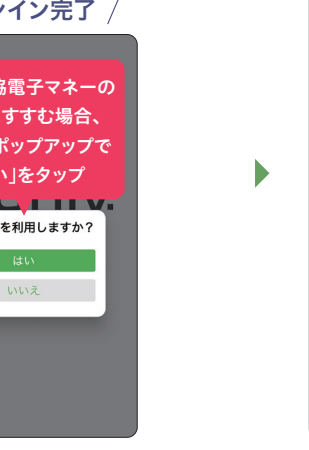 イン完了
協電子マネーの
すすむ場合、
ポップアップで
い」をタップ
を利用しますか？
はい
いいえ